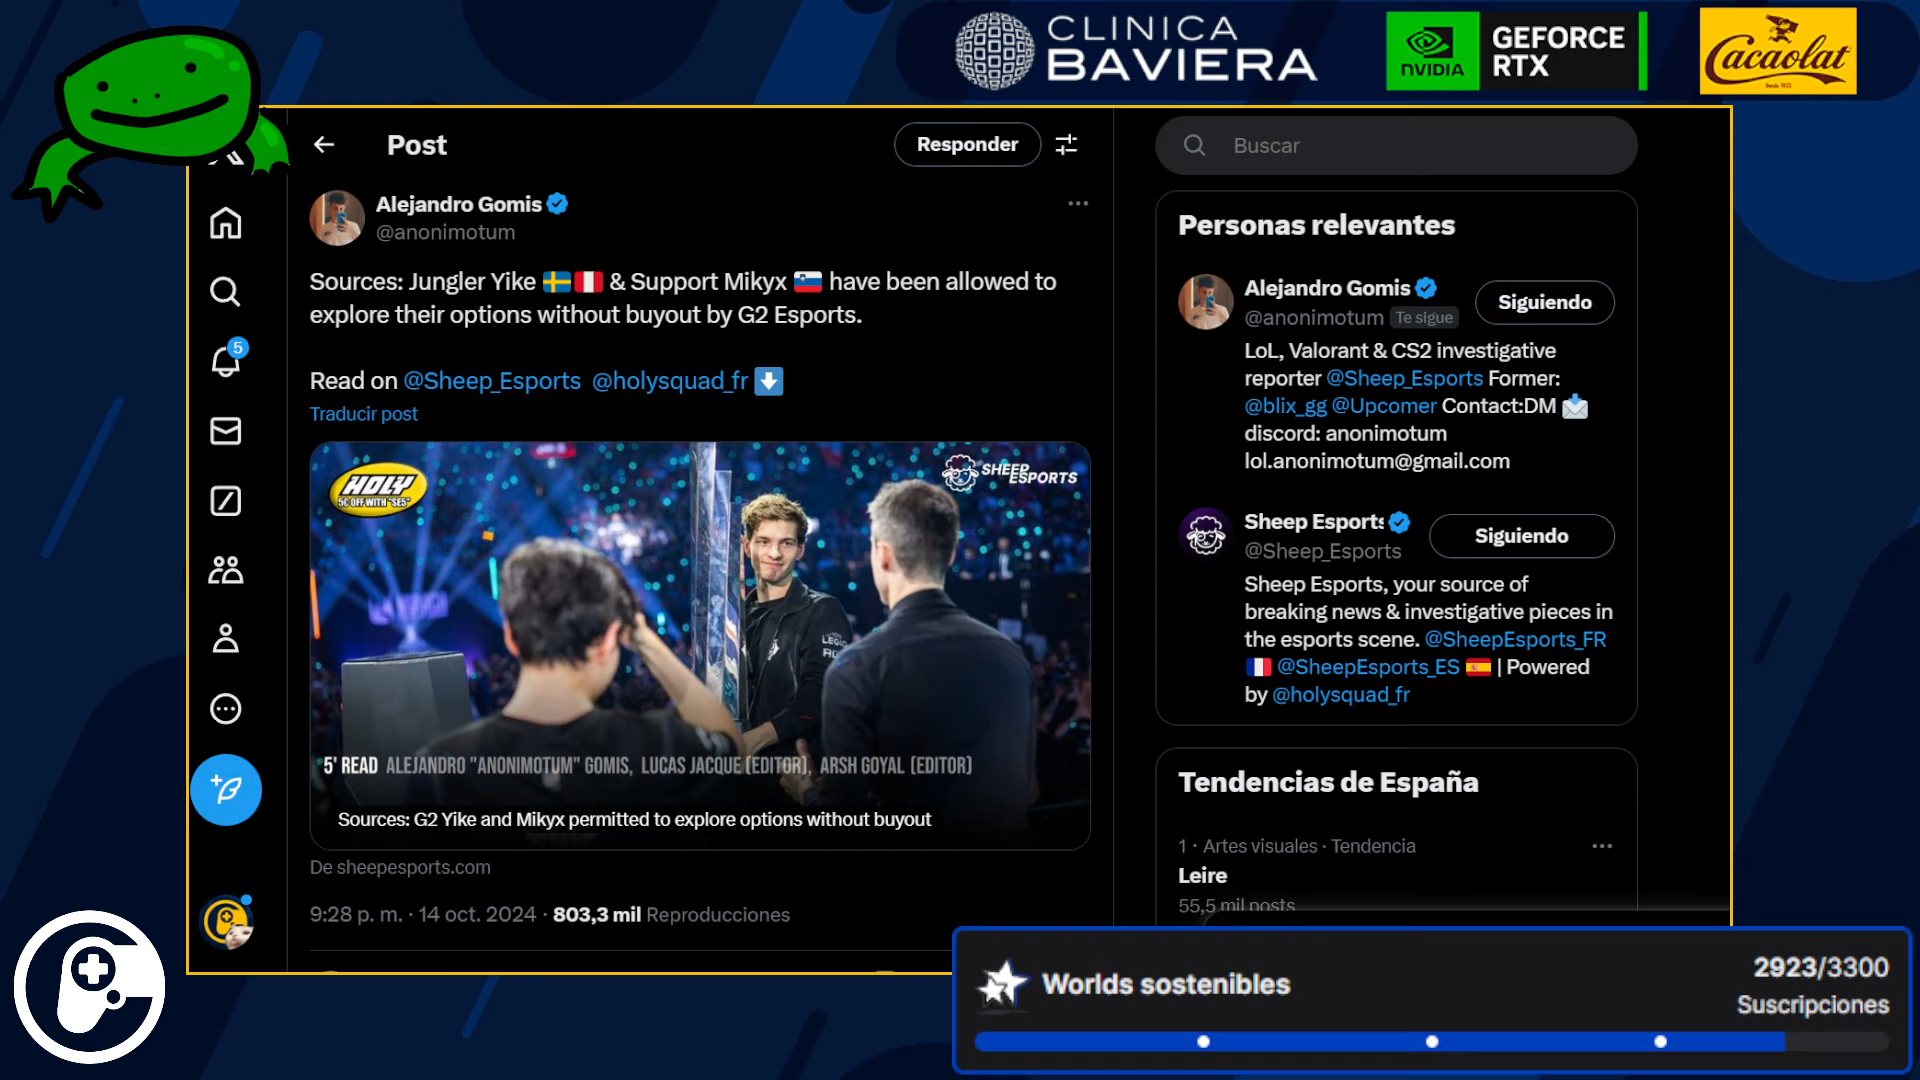 CLINICA
BAVIERA
NVIDIA
GEFORCE
RTX
Cacaolat
Desde 1933
Post
Responder
Buscar
Alejandro Gomis
@anonimotum
Sources: Jungler Yike 🇸🇪🇵🇪 & Support Mikyx 🇸🇮 have been allowed to
explore their options without buyout by G2 Esports.
Read on @Sheep_Esports @holysquad_fr ⬇️
Traducir post
HOLY
5€ OFF WITH "SE5"
SHEEP
ESPORTS
LEGION
5' READ ALEJANDRO "ANONIMOTUM" GOMIS, LUCAS JACQUE (EDITOR), ARSH GOYAL (EDITOR)
Sources: G2 Yike and Mikyx permitted to explore options without buyout
De sheepesports.com
9:28 p. m. · 14 oct. 2024 · 803,3 mil Reproducciones
5
Personas relevantes
Alejandro Gomis
@anonimotum Te sigue
Siguiendo
LoL, Valorant & CS2 investigative
reporter @Sheep_Esports Former:
@blix_gg @Upcomer Contact:DM 📩
discord: anonimotum
lol.anonimotum@gmail.com
Sheep Esports
@Sheep_Esports
Siguiendo
Sheep Esports, your source of
breaking news & investigative pieces in
the esports scene. @SheepEsports_FR
🇫🇷 @SheepEsports_ES 🇪🇸 | Powered
by @holysquad_fr
Tendencias de España
1 · Artes visuales · Tendencia
Leire
55,5 mil posts
Worlds sostenibles
2923/3300
Suscripciones